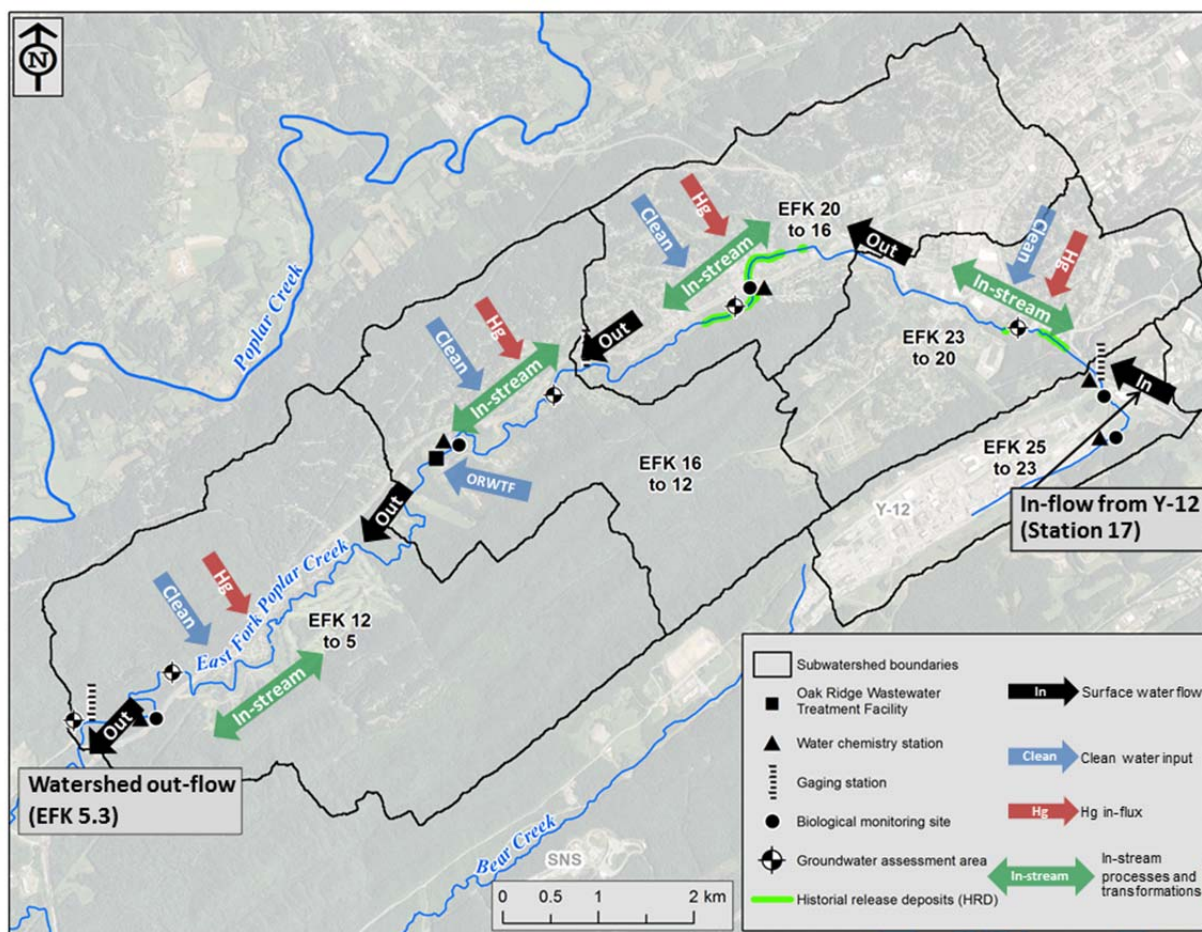 N
Poplar Creek
EFK 20
to 16
Hg
Clean
In-stream
Out
Clean
Hg
In-stream
Hg
Clean
In-stream
Out
EFK 23
to 20
In
EFK 25
to 23
EFK 16
to 12
In-flow from Y-12
(Station 17)
Y-12
ORWTF
Out
East Fork Poplar Creek
Hg
Clean
EFK 12
to 5
In-stream
Out
Watershed out-flow
(EFK 5.3)
Bear Creek
SNS
0 1 2 km
Subwatershed boundaries
Oak Ridge Wastewater
Treatment Facility
Water chemistry station
Gaging station
Biological monitoring site
Groundwater assessment area
Historial release deposits (HRD)
In Surface water flow
Clean Clean water input
Hg Hg in-flux
In-stream In-stream
processes and
transformations